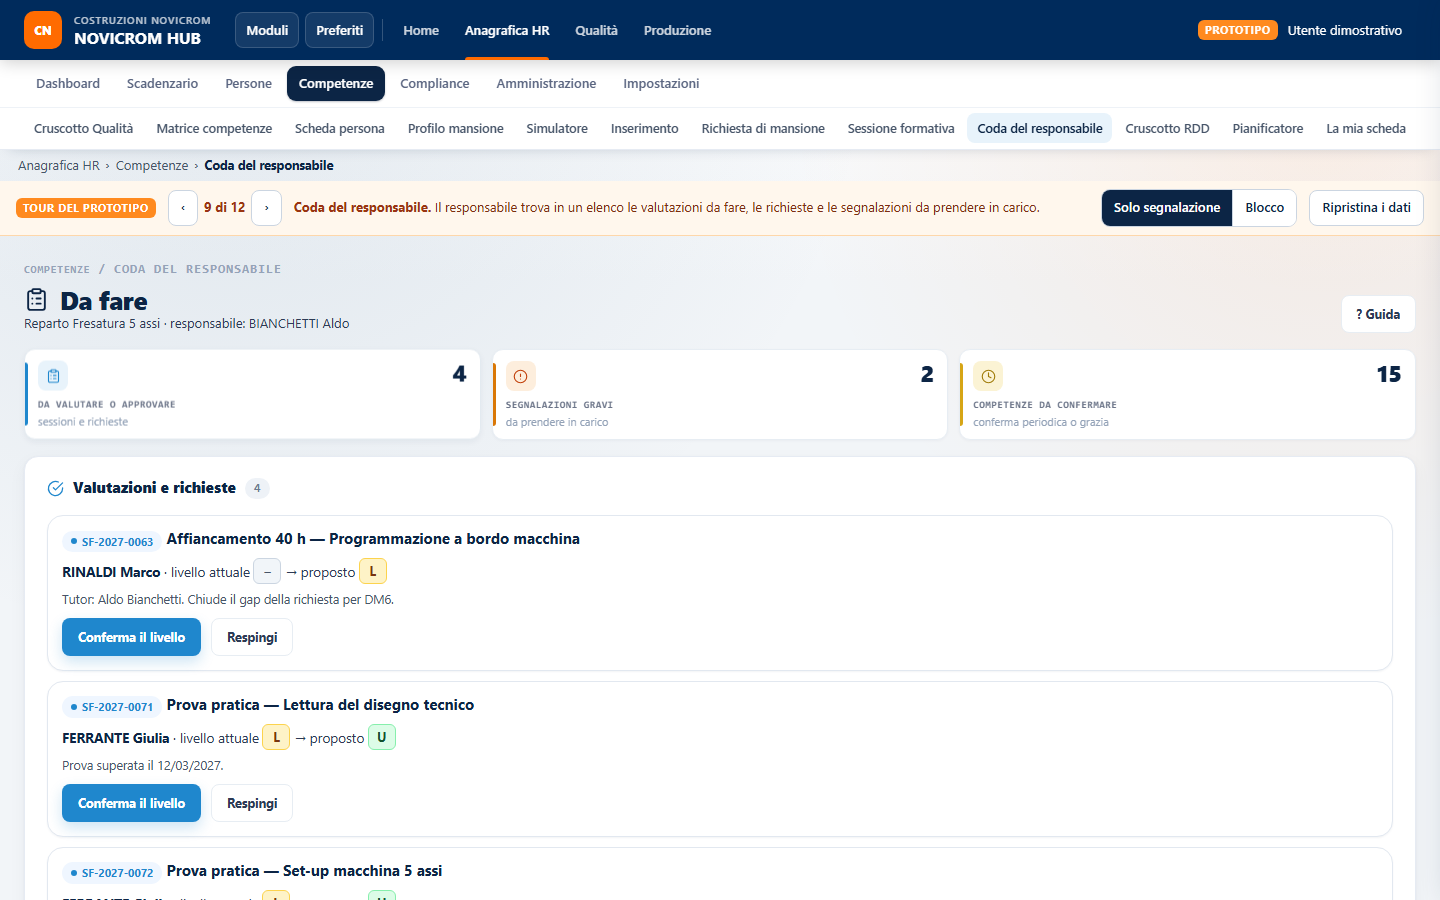 CN
COSTRUZIONI NOVICROM
NOVICROM HUB
Moduli
Preferiti
Home
Anagrafica HR
Qualità
Produzione
PROTOTIPO
Utente dimostrativo
Dashboard
Scadenzario
Persone
Competenze
Compliance
Amministrazione
Impostazioni
Cruscotto Qualità
Matrice competenze
Scheda persona
Profilo mansione
Simulatore
Inserimento
Richiesta di mansione
Sessione formativa
Coda del responsabile
Cruscotto RDD
Pianificatore
La mia scheda
Anagrafica HR › Competenze › Coda del responsabile
TOUR DEL PROTOTIPO
‹
9 di 12
›
Coda del responsabile. Il responsabile trova in un elenco le valutazioni da fare, le richieste e le segnalazioni da prendere in carico.
Solo segnalazione
Blocco
Ripristina i dati
COMPETENZE / CODA DEL RESPONSABILE
Da fare
Reparto Fresatura 5 assi · responsabile: BIANCHETTI Aldo
? Guida
4
DA VALUTARE O APPROVARE
sessioni e richieste
2
SEGNALAZIONI GRAVI
da prendere in carico
15
COMPETENZE DA CONFERMARE
conferma periodica o grazia
Valutazioni e richieste 4
SF-2027-0063 Affiancamento 40 h — Programmazione a bordo macchina
RINALDI Marco · livello attuale – → proposto L
Tutor: Aldo Bianchetti. Chiude il gap della richiesta per DM6.
Conferma il livello
Respingi
SF-2027-0071 Prova pratica — Lettura del disegno tecnico
FERRANTE Giulia · livello attuale L → proposto U
Prova superata il 12/03/2027.
Conferma il livello
Respingi
SF-2027-0072 Prova pratica — Set-up macchina 5 assi